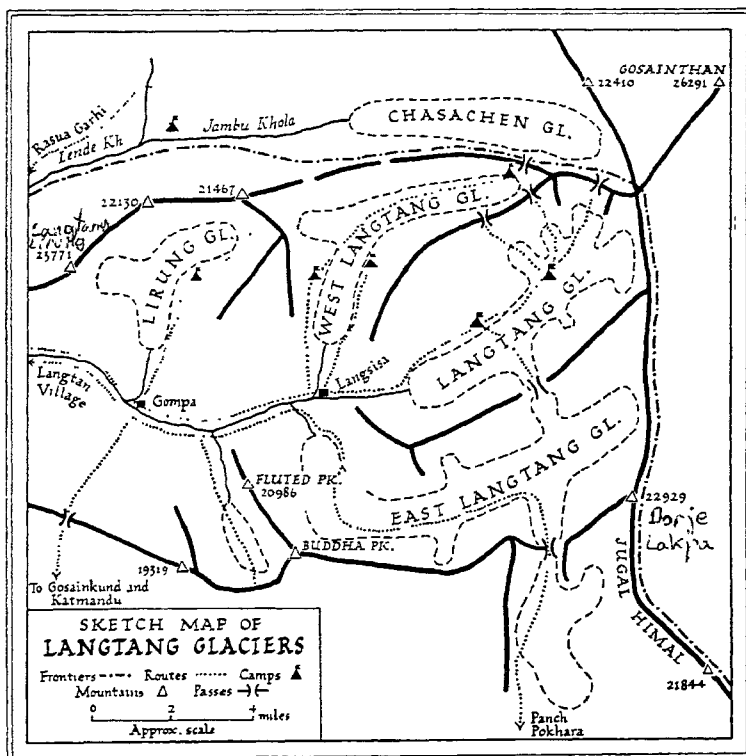 GOSAINTHAN
22410
26291
Rasua Garhi
Lende Kh
Jambu Khola
CHASACHEN GL.
22130
21467
Langtang
Lirung
23771
LIRUNG GL.
WEST LANGTANG GL.
LANGTANG GL.
Langtan
Village
Gompa
Langsisa
FLUTED PK.
20986
EAST LANGTANG GL.
22929
Dorje
Lakpa
BUDDHA PK.
19319
JUGAL
HIMAL
To Gosainkund and
Katmandu
SKETCH MAP OF
LANGTANG GLACIERS
Frontiers Routes Camps
Mountains Passes
0 2 4 miles
Approx. scale
21844
Panch
Pokhara